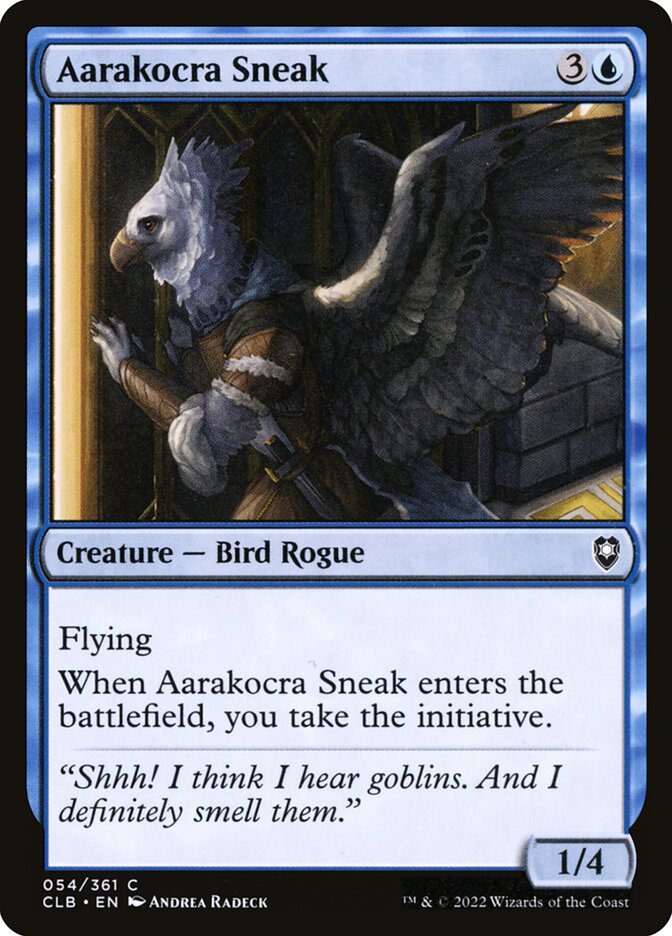 Aarakocra Sneak 3
Creature — Bird Rogue
Flying
When Aarakocra Sneak enters the
battlefield, you take the initiative.
“Shhh! I think I hear goblins. And I
definitely smell them.”
1/4
054/361 C
CLB • EN Andrea Radeck
™ & © 2022 Wizards of the Coast